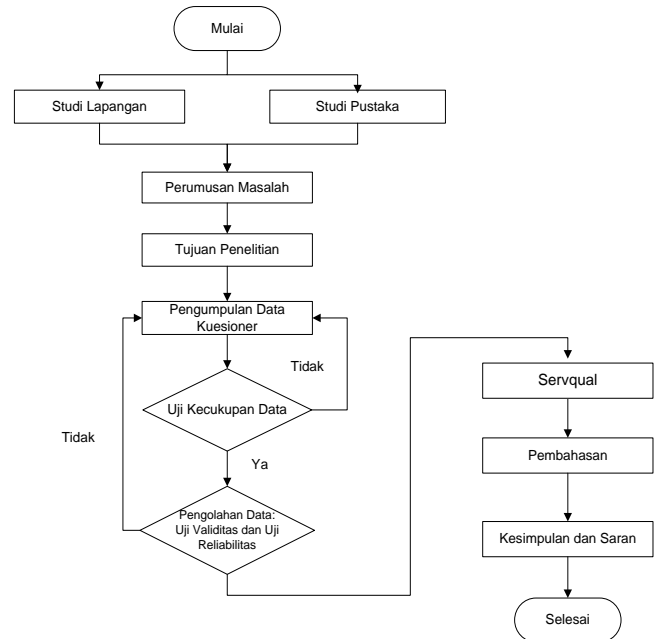 Mulai
Studi Lapangan
Studi Pustaka
Perumusan Masalah
Tujuan Penelitian
Pengumpulan Data
Kuesioner
Tidak
Uji Kecukupan Data
Tidak
Ya
Pengolahan Data:
Uji Validitas dan Uji
Reliabilitas
Servqual
Pembahasan
Kesimpulan dan Saran
Selesai